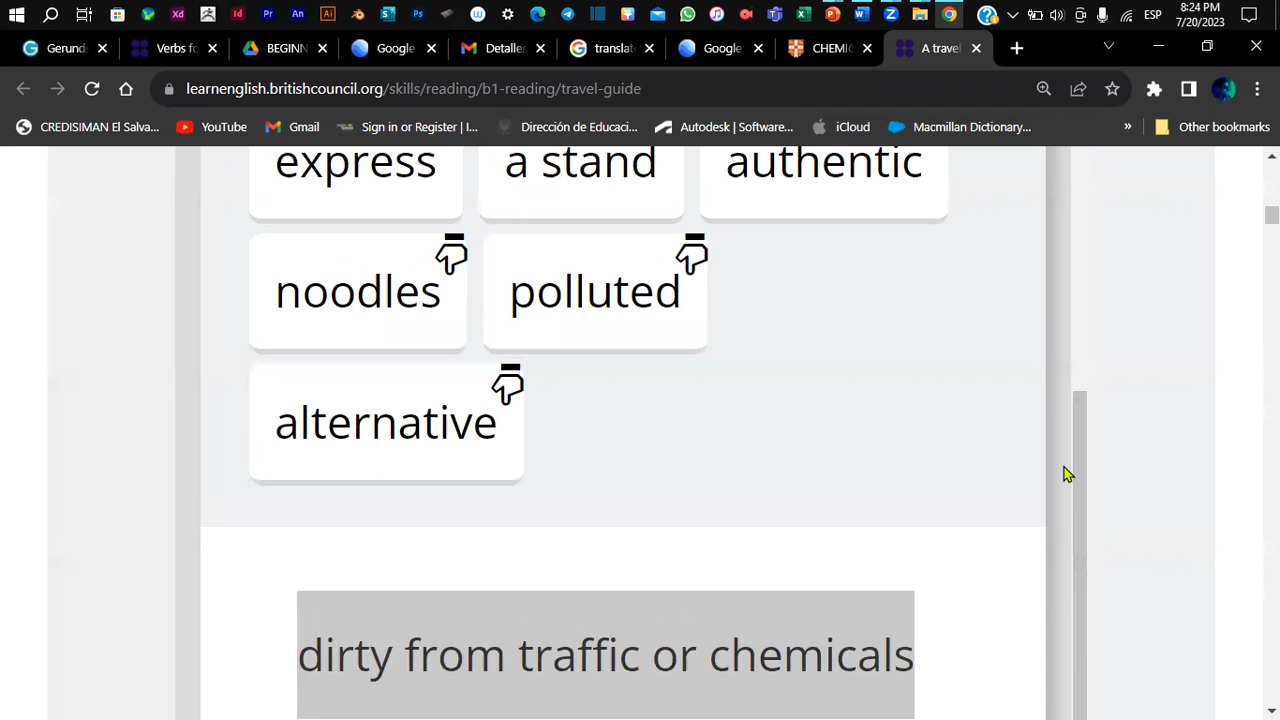 8:24 PM
ESP
7/20/2023
Gerunds
Verbs fo
BEGINN
Google
Detalles
translat
Google
CHEMIC
A travel
learnenglish.britishcouncil.org/skills/reading/b1-reading/travel-guide
CREDISIMAN El Salva...
YouTube
Gmail
Sign in or Register | I...
Dirección de Educaci...
Autodesk | Software...
iCloud
Macmillan Dictionary...
»
Other bookmarks
express
a stand
authentic
noodles
polluted
alternative
dirty from traffic or chemicals